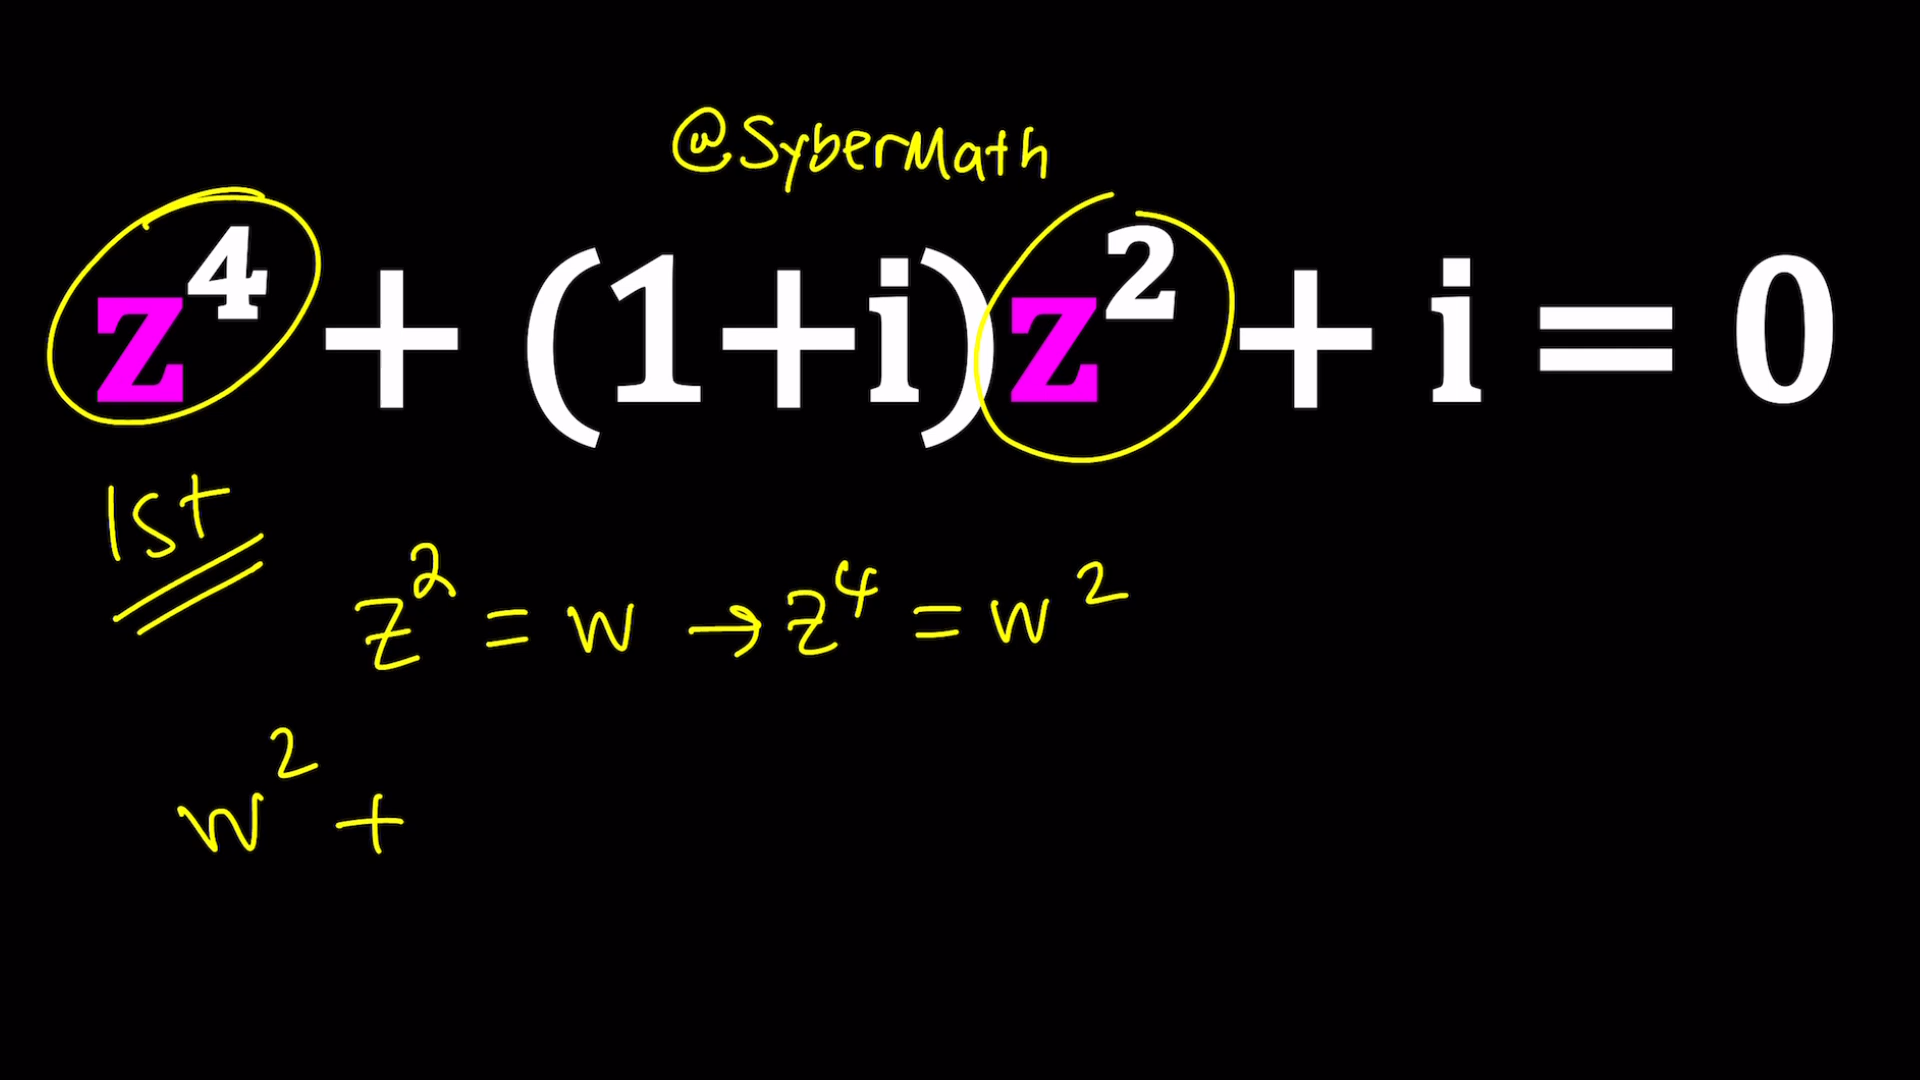 @SyberMath
z⁴ + (1+i)z² + i = 0
1st
z² = w → z⁴ = w²
w² +